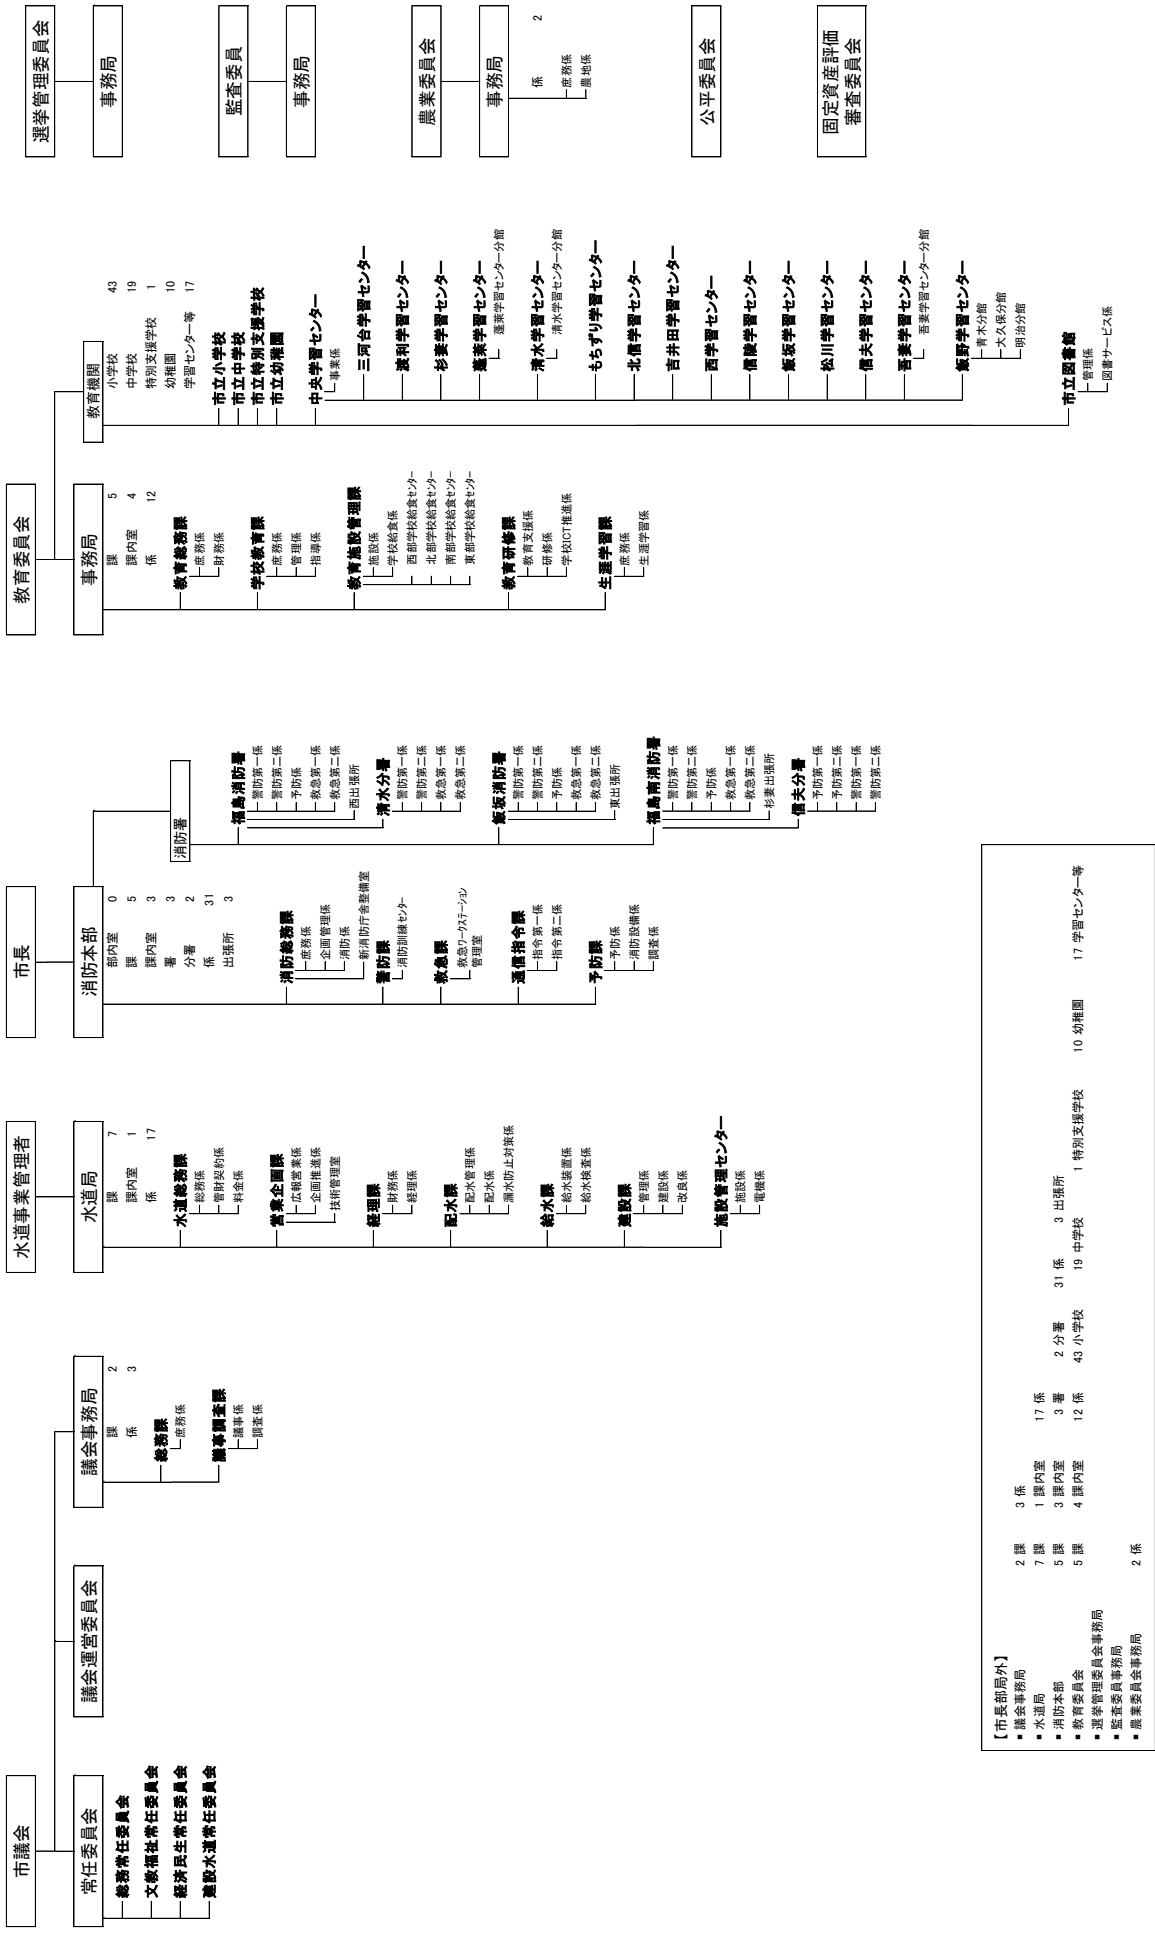 市議会
常任委員会
総務常任委員会
文教福祉常任委員会
経済民生常任委員会
建設水道常任委員会
議会運営委員会
議会事務局
課 2
係 3
総務課
庶務係
議事調査課
議事係
調査係
水道事業管理者
水道局
課 7
課内室 1
係 17
水道総務課
総務係
管財契約係
料金係
営業企画課
広報営業係
企画推進係
技術管理室
経理課
財務係
経理係
配水課
配水管理係
配水係
漏水防止対策係
給水課
給水装置係
給水検査係
建設課
管理係
建設係
改良係
施設管理センター
施設係
電機係
市長
消防本部
部内室 0
課 5
課内室 3
署 3
分署 2
係 31
出張所 3
消防総務課
庶務係
企画管理係
消防係
新消防庁舎整備室
警防課
消防訓練センター
救急課
救急ワークステーション
管理室
通信指令課
指令第一係
指令第二係
予防課
予防係
消防設備係
調査係
消防署
福島消防署
警防第一係
警防第二係
予防係
救急第一係
救急第二係
西出張所
清水分署
警防第一係
警防第二係
救急第一係
救急第二係
飯坂消防署
警防第一係
警防第二係
予防係
救急第一係
救急第二係
東出張所
福島南消防署
警防第一係
警防第二係
予防係
救急第一係
救急第二係
杉妻出張所
信夫分署
予防第一係
予防第二係
警防第一係
警防第二係
教育委員会
事務局
課 5
課内室 4
係 12
教育総務課
庶務係
財務係
学校教育課
庶務係
管理係
指導係
教育施設管理課
施設係
学校給食係
西部学校給食センター
北部学校給食センター
南部学校給食センター
東部学校給食センター
教育研修課
教育支援係
研修係
学校ICT推進係
生涯学習課
庶務係
生涯学習係
教育機関
小学校 43
中学校 19
特別支援学校 1
幼稚園 10
学習センター等 17
市立小学校
市立中学校
市立特別支援学校
市立幼稚園
中央学習センター
事業係
三河台学習センター
渡利学習センター
杉妻学習センター
蓬莱学習センター
蓬莱学習センター分館
清水学習センター
清水学習センター分館
もちずり学習センター
北信学習センター
吉井田学習センター
西学習センター
信陵学習センター
飯坂学習センター
松川学習センター
信夫学習センター
吾妻学習センター
吾妻学習センター分館
飯野学習センター
青木分館
大久保分館
明治分館
市立図書館
管理係
図書サービス係
選挙管理委員会
事務局
監査委員
事務局
農業委員会
事務局
係 2
庶務係
農地係
公平委員会
固定資産評価
審査委員会
【市長部局外】
▪ 議会事務局 2 課 3 係
▪ 水道局 7 課 1 課内室 17 係
▪ 消防本部 5 課 3 課内室 3 署 2 分署 31 係 3 出張所
▪ 教育委員会 5 課 4 課内室 12 係 43 小学校 19 中学校 1 特別支援学校 10 幼稚園 17 学習センター等
▪ 選挙管理委員会事務局
▪ 監査委員事務局
▪ 農業委員会事務局 2 係